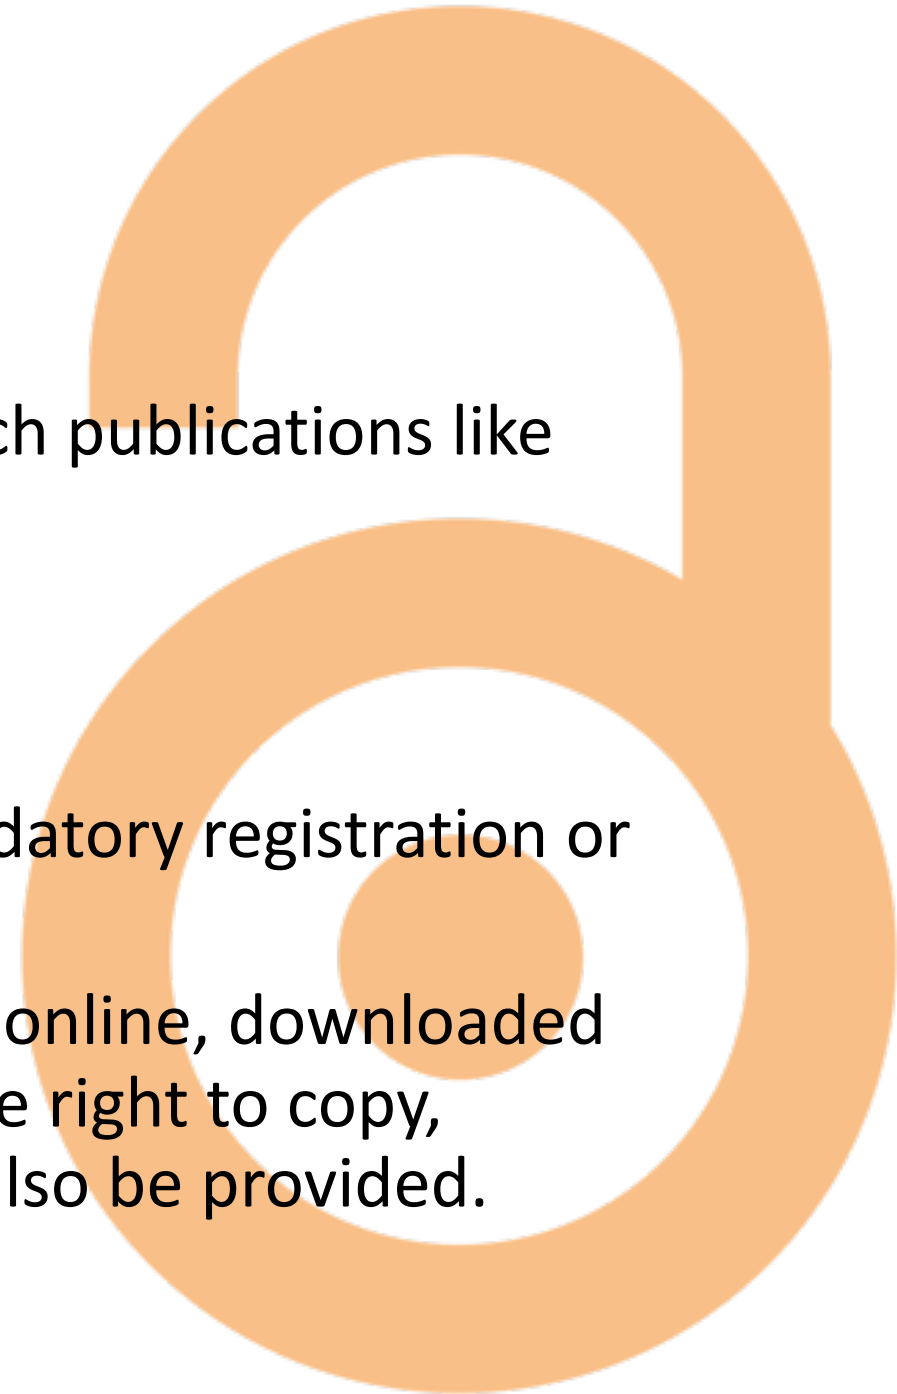 ch publications like
datory registration or
online, downloaded
e right to copy,
lso be provided.